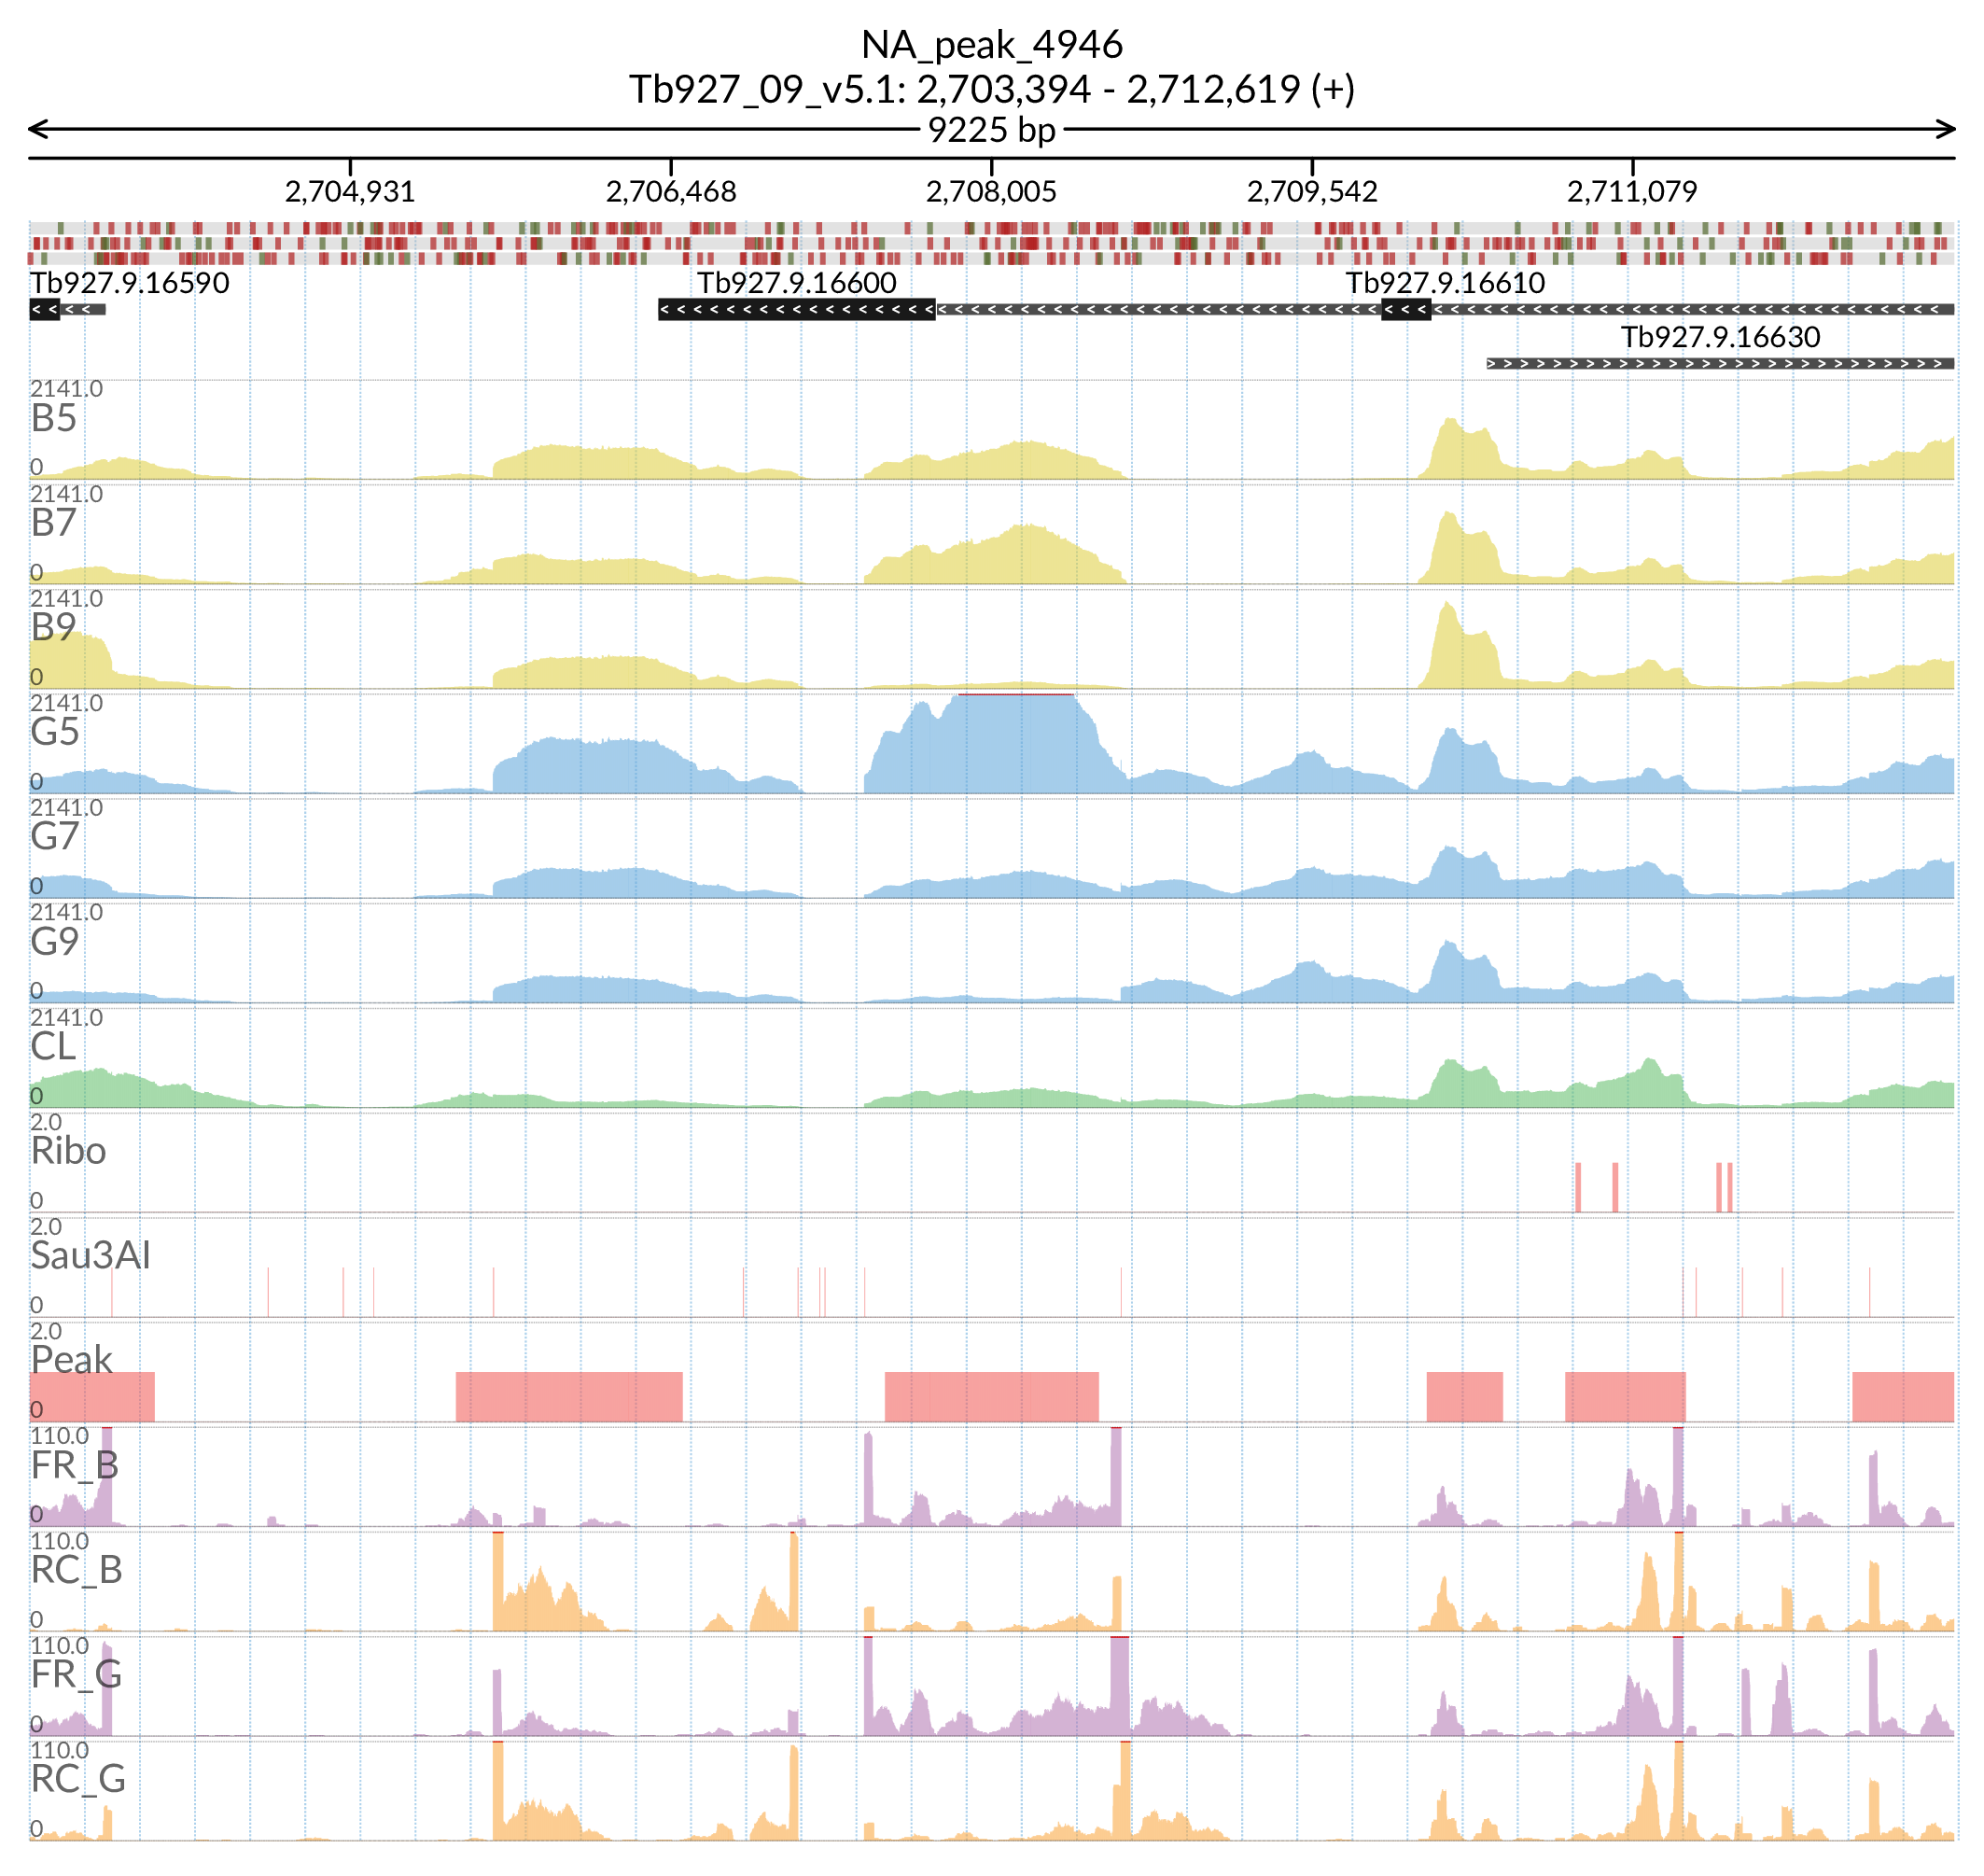 NA_peak_4946
Tb927_09_v5.1: 2,703,394 - 2,712,619 (+)
9225 bp
2,704,931 2,706,468 2,708,005 2,709,542 2,711,079
Tb927.9.16590 Tb927.9.16600 Tb927.9.16610
Tb927.9.16630
2141.0
B5
0
2141.0
B7
0
2141.0
B9
0
2141.0
G5
0
2141.0
G7
0
2141.0
G9
0
2141.0
CL
0
2.0
Ribo
0
2.0
Sau3AI
0
2.0
Peak
0
110.0
FR_B
0
110.0
RC_B
0
110.0
FR_G
0
110.0
RC_G
0